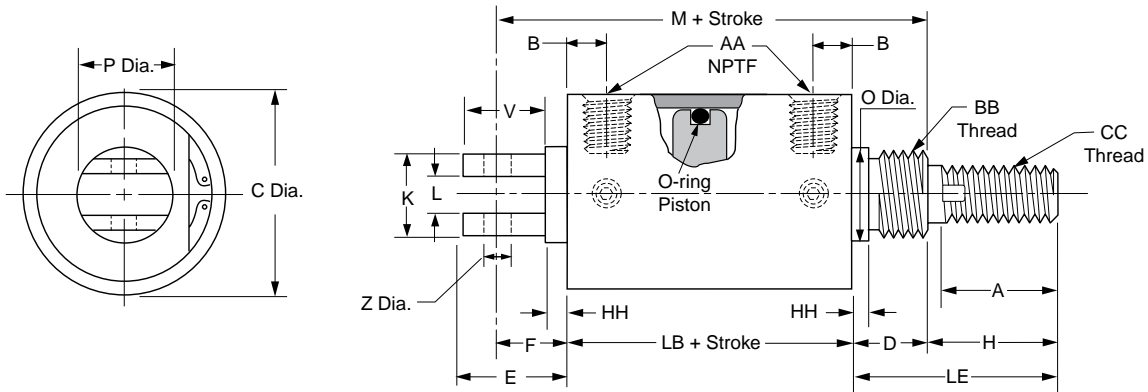 M + Stroke
B
AA
NPTF
B
P Dia.
O Dia.
BB
Thread
CC
Thread
V
C Dia.
K
L
O-ring
Piston
Z Dia.
A
HH
HH
F
LB + Stroke
D
H
E
LE